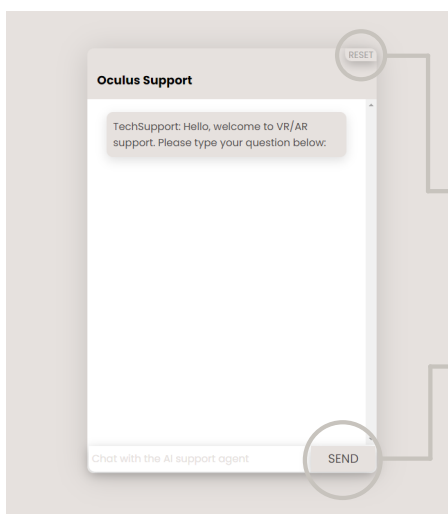 RESET
Oculus Support
TechSupport: Hello, welcome to VR/AR
support. Please type your question below:
Chat with the AI support agent
SEND